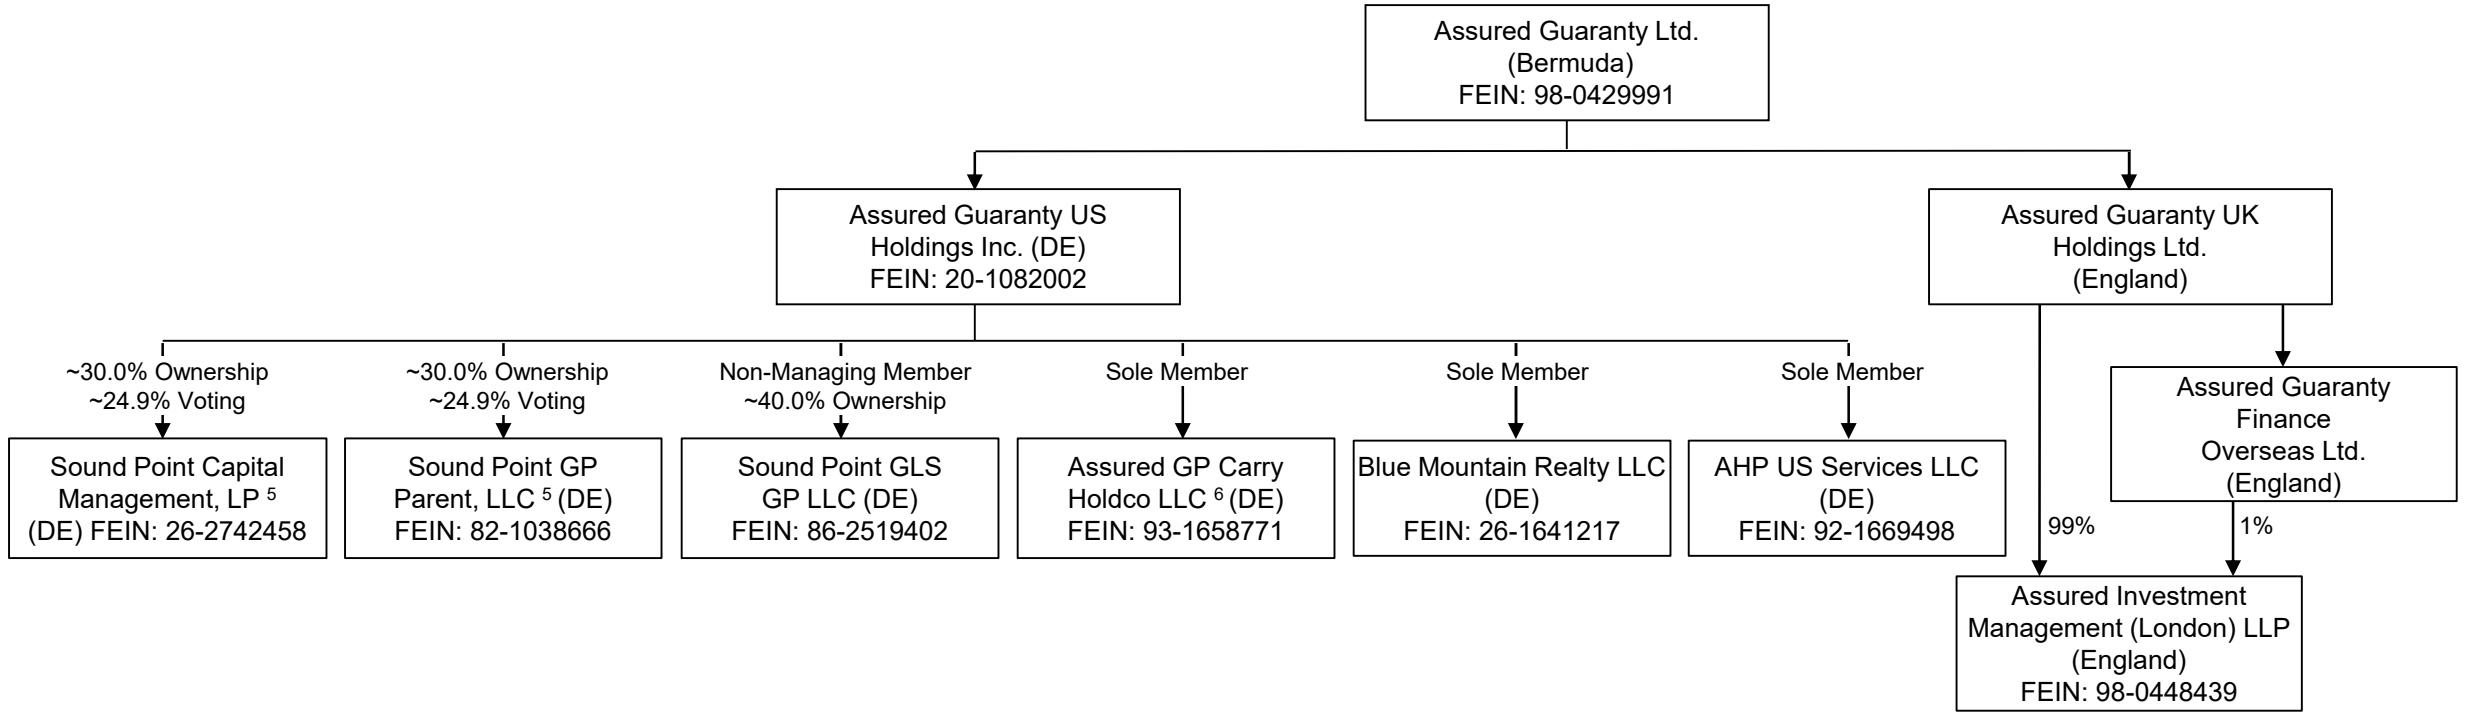 Assured Guaranty Ltd.
(Bermuda)
FEIN: 98-0429991
Assured Guaranty US
Holdings Inc. (DE)
FEIN: 20-1082002
Assured Guaranty UK
Holdings Ltd.
(England)
~30.0% Ownership
~24.9% Voting
~30.0% Ownership
~24.9% Voting
Non-Managing Member
~40.0% Ownership
Sole Member
Sole Member
Sole Member
Assured Guaranty
Finance
Overseas Ltd.
(England)
Sound Point Capital
Management, LP 5
(DE) FEIN: 26-2742458
Sound Point GP
Parent, LLC 5 (DE)
FEIN: 82-1038666
Sound Point GLS
GP LLC (DE)
FEIN: 86-2519402
Assured GP Carry
Holdco LLC 6 (DE)
FEIN: 93-1658771
Blue Mountain Realty LLC
(DE)
FEIN: 26-1641217
AHP US Services LLC
(DE)
FEIN: 92-1669498
99%
1%
Assured Investment
Management (London) LLP
(England)
FEIN: 98-0448439